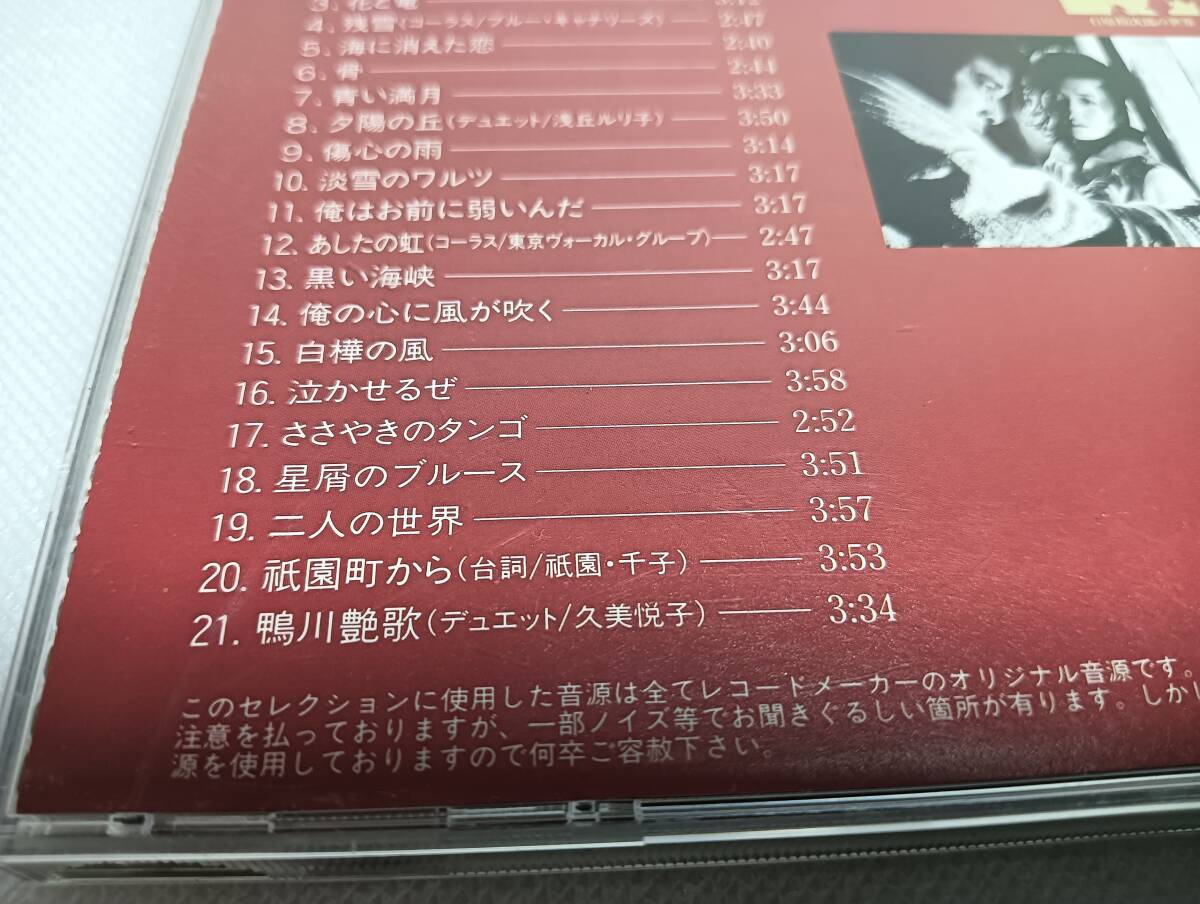 3. 花と竜 3:12
4. 残雪(コーラス/ブルー・キャナリーズ) 2:47
5. 海に消えた恋 2:40
6. 骨 2:44
7. 青い満月 3:33
8. 夕陽の丘(デュエット/浅丘ルリ子) 3:50
9. 傷心の雨 3:14
10. 淡雪のワルツ 3:17
11. 俺はお前に弱いんだ 3:17
12. あしたの虹(コーラス/東京ヴォーカル・グループ) 2:47
13. 黒い海峡 3:17
14. 俺の心に風が吹く 3:44
15. 白樺の風 3:06
16. 泣かせるぜ 3:58
17. ささやきのタンゴ 2:52
18. 星屑のブルース 3:51
19. 二人の世界 3:57
20. 祇園町から(台詞/祇園・千子) 3:53
21. 鴨川艶歌(デュエット/久美悦子) 3:34
このセレクションに使用した音源は全てレコードメーカーのオリジナル音源です。
注意を払っておりますが、一部ノイズ等でお聞きぐるしい箇所が有ります。しかし
源を使用しておりますので何卒ご容赦下さい。